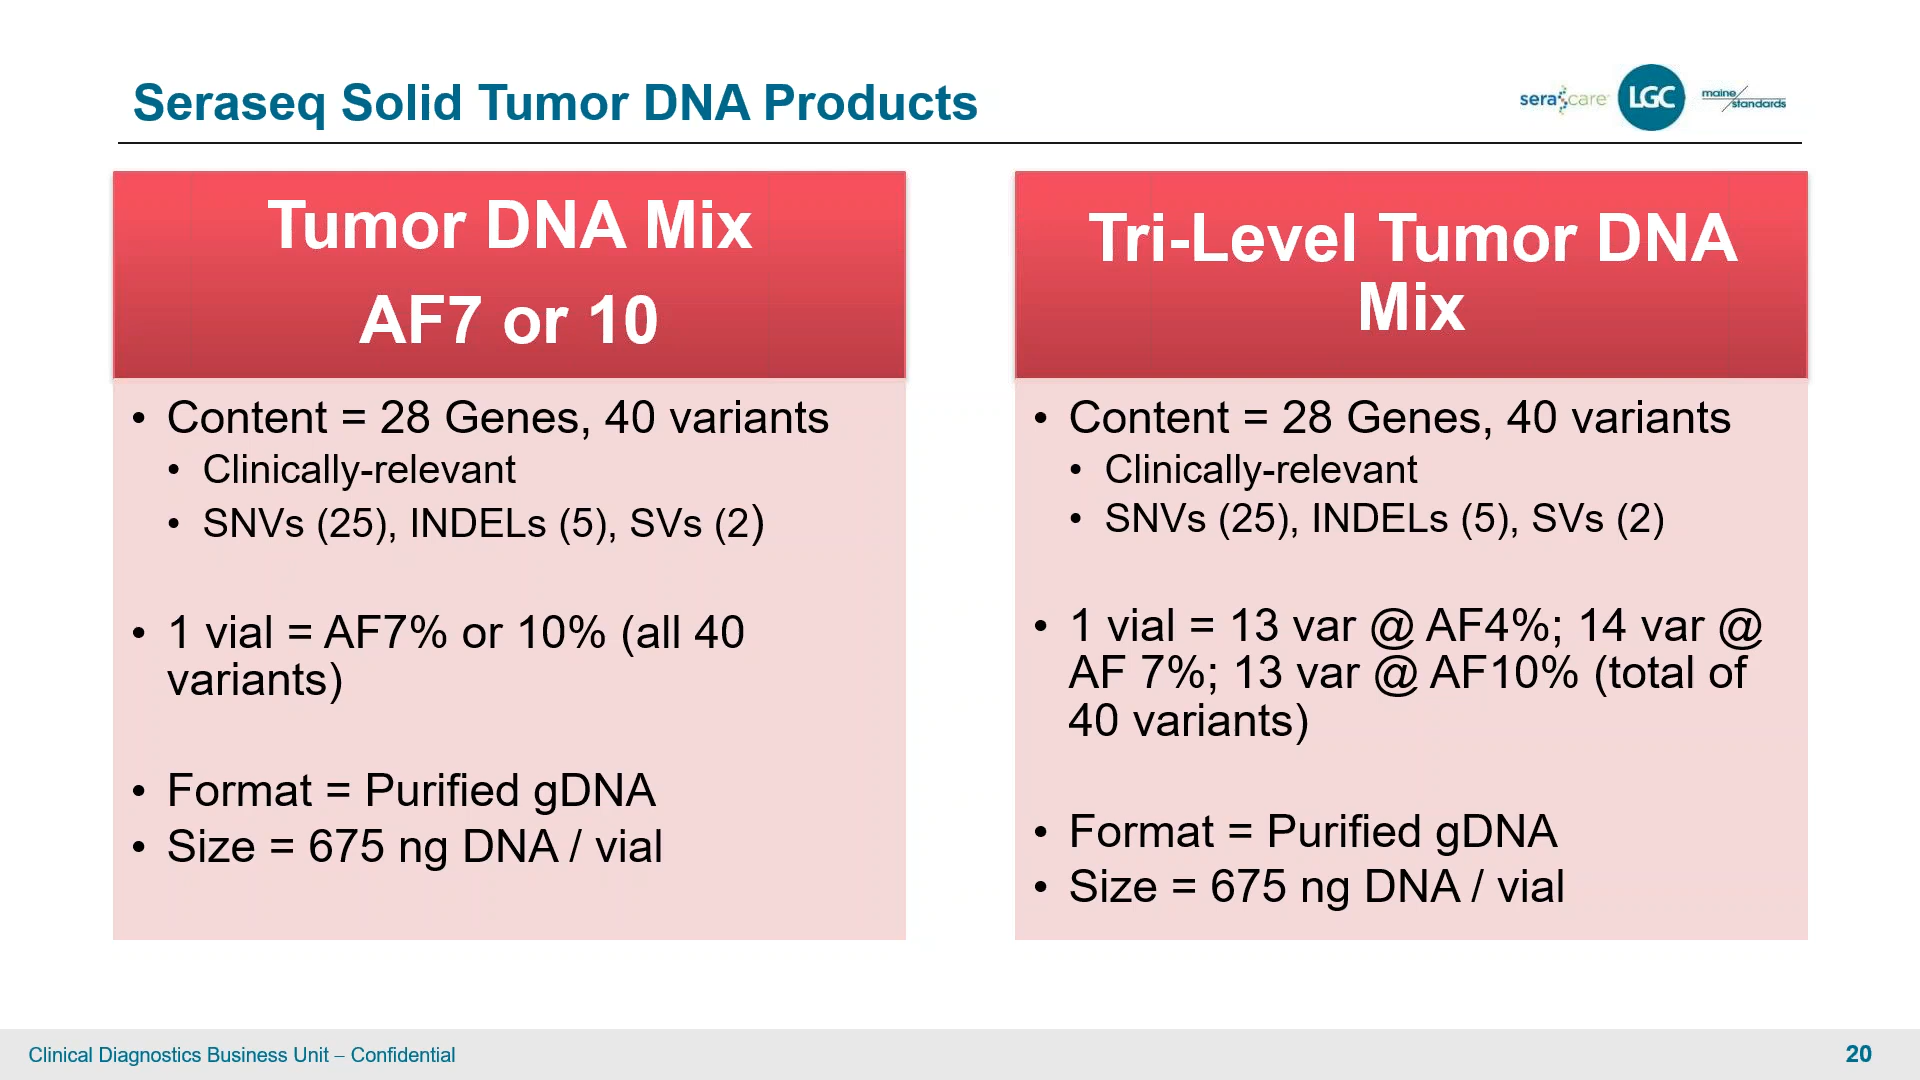 Seraseq Solid Tumor DNA Products
seracare
LGC
maine
standards
Tumor DNA Mix
AF7 or 10
• Content = 28 Genes, 40 variants
• Clinically-relevant
• SNVs (25), INDELs (5), SVs (2)
• 1 vial = AF7% or 10% (all 40
variants)
• Format = Purified gDNA
• Size = 675 ng DNA / vial
Tri-Level Tumor DNA
Mix
• Content = 28 Genes, 40 variants
• Clinically-relevant
• SNVs (25), INDELs (5), SVs (2)
• 1 vial = 13 var @ AF4%; 14 var @
AF 7%; 13 var @ AF10% (total of
40 variants)
• Format = Purified gDNA
• Size = 675 ng DNA / vial
Clinical Diagnostics Business Unit – Confidential
20